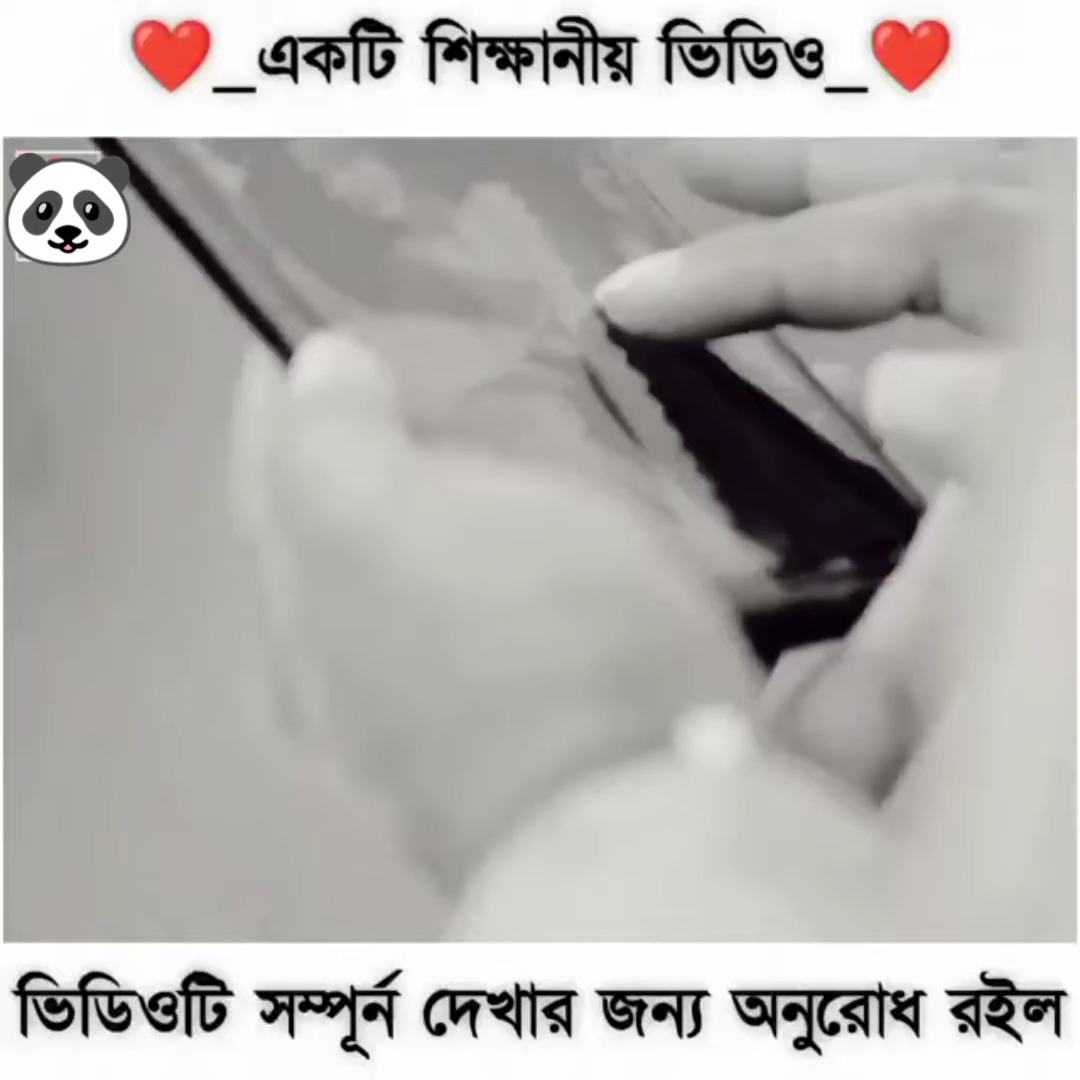 ❤️_একটি শিক্ষানীয় ভিডিও_❤️
ভিডিওটি সম্পূর্ন দেখার জন্য অনুরোধ রইল